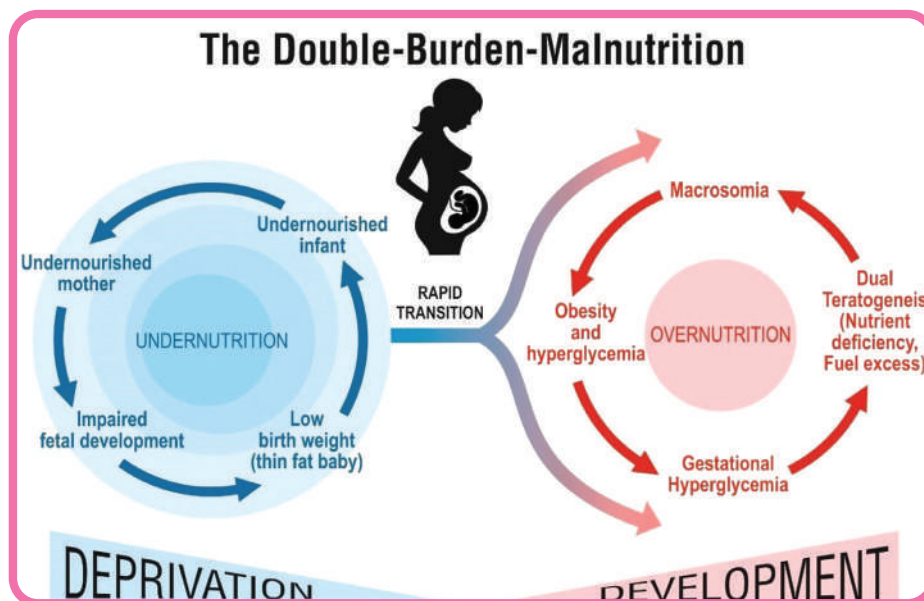 The Double-Burden-Malnutrition
Undernourished
infant
Undernourished
mother
UNDERNUTRITION
Impaired
fetal development
Low
birth weight
(thin fat baby)
RAPID
TRANSITION
Macrosomia
Obesity
and
hyperglycemia
OVERNUTRITION
Dual
Teratogeneis
(Nutrient
deficiency,
Fuel excess)
Gestational
Hyperglycemia
DEPRIVATION
DEVELOPMENT